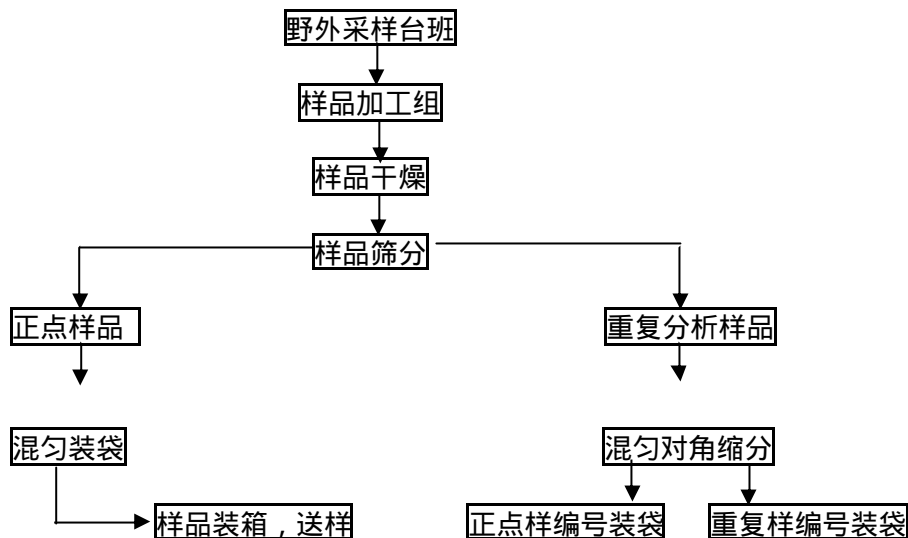 野外采样台班
样品加工组
样品干燥
样品筛分
正点样品
重复分析样品
混匀装袋
混匀对角缩分
样品装箱，送样
正点样编号装袋
重复样编号装袋